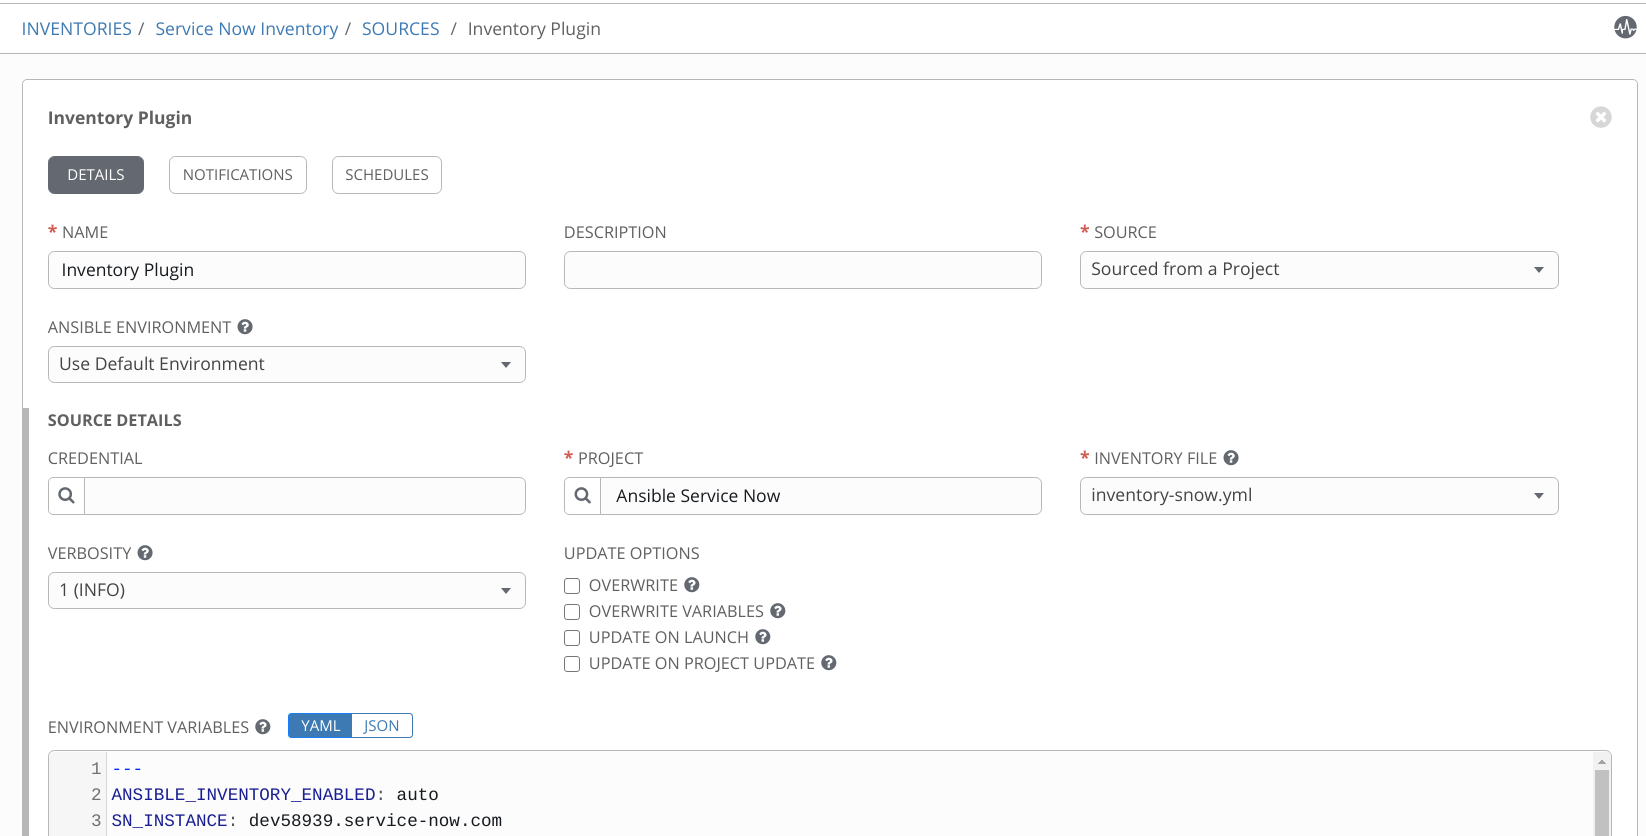 INVENTORIES / Service Now Inventory / SOURCES / Inventory Plugin
Inventory Plugin
DETAILS NOTIFICATIONS SCHEDULES
* NAME DESCRIPTION * SOURCE
Inventory Plugin Sourced from a Project
ANSIBLE ENVIRONMENT ?
Use Default Environment
SOURCE DETAILS
CREDENTIAL * PROJECT * INVENTORY FILE ?
Ansible Service Now inventory-snow.yml
VERBOSITY ? UPDATE OPTIONS
1 (INFO) OVERWRITE ?
OVERWRITE VARIABLES ?
UPDATE ON LAUNCH ?
UPDATE ON PROJECT UPDATE ?
ENVIRONMENT VARIABLES ? YAML JSON
1 ---
2 ANSIBLE_INVENTORY_ENABLED: auto
3 SN_INSTANCE: dev58939.service-now.com